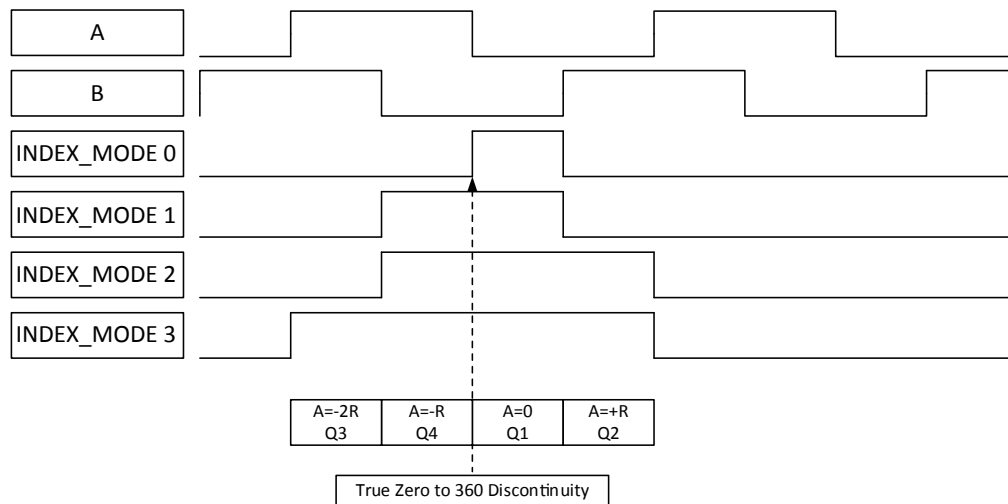 A
B
INDEX_MODE 0
INDEX_MODE 1
INDEX_MODE 2
INDEX_MODE 3
A=-2R
Q3
A=-R
Q4
A=0
Q1
A=+R
Q2
True Zero to 360 Discontinuity